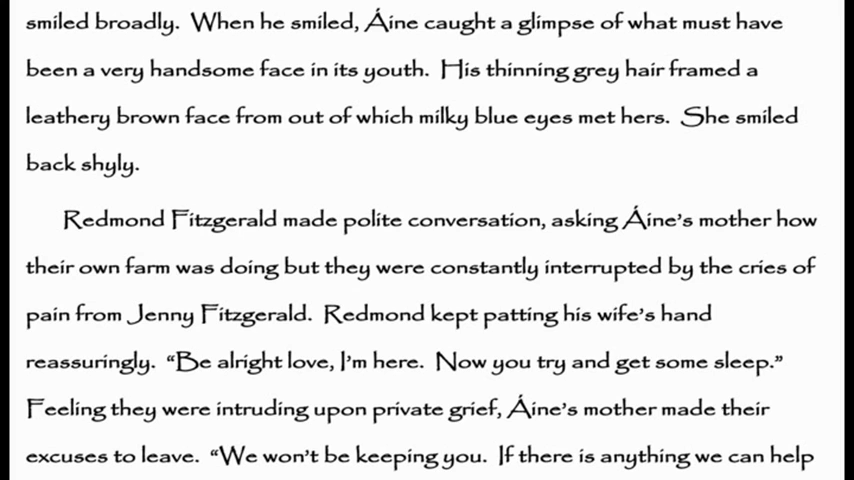 smiled broadly.  When he smiled, Áine caught a glimpse of what must have
been a very handsome face in its youth.  His thinning grey hair framed a
leathery brown face from out of which milky blue eyes met hers.  She smiled
back shyly.
Redmond Fitzgerald made polite conversation, asking Áine’s mother how
their own farm was doing but they were constantly interrupted by the cries of
pain from Jenny Fitzgerald.  Redmond kept patting his wife’s hand
reassuringly.  “Be alright love, I’m here.  Now you try and get some sleep.”
Feeling they were intruding upon private grief, Áine’s mother made their
excuses to leave.  “We won’t be keeping you.  If there is anything we can help